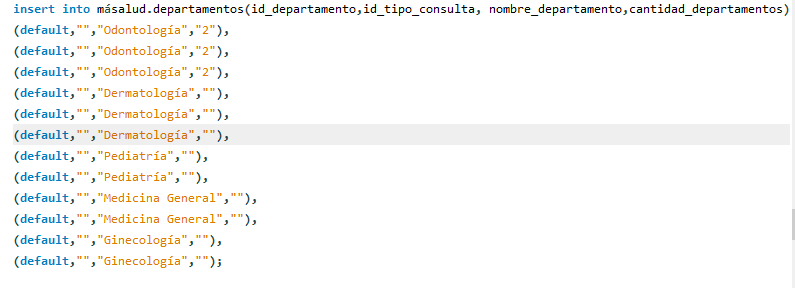 insert into másalud.departamentos(id_departamento,id_tipo_consulta, nombre_departamento,cantidad_departamentos)
(default,"","Odontología","2"),
(default,"","Odontología","2"),
(default,"","Odontología","2"),
(default,"","Dermatología",""),
(default,"","Dermatología",""),
(default,"","Dermatología",""),
(default,"","Pediatría",""),
(default,"","Pediatría",""),
(default,"","Medicina General",""),
(default,"","Medicina General",""),
(default,"","Ginecología",""),
(default,"","Ginecología","");